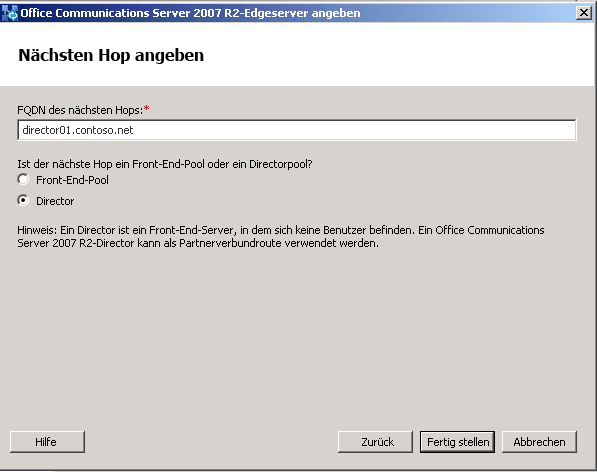 Office Communications Server 2007 R2-Edgeserver angeben
Nächsten Hop angeben
FQDN des nächsten Hops:*
director01.contoso.net
Ist der nächste Hop ein Front-End-Pool oder ein Directorpool?
Front-End-Pool
Director
Hinweis: Ein Director ist ein Front-End-Server, in dem sich keine Benutzer befinden. Ein Office Communications
Server 2007 R2-Director kann als Partnerverbundroute verwendet werden.
Hilfe
Zurück
Fertig stellen
Abbrechen